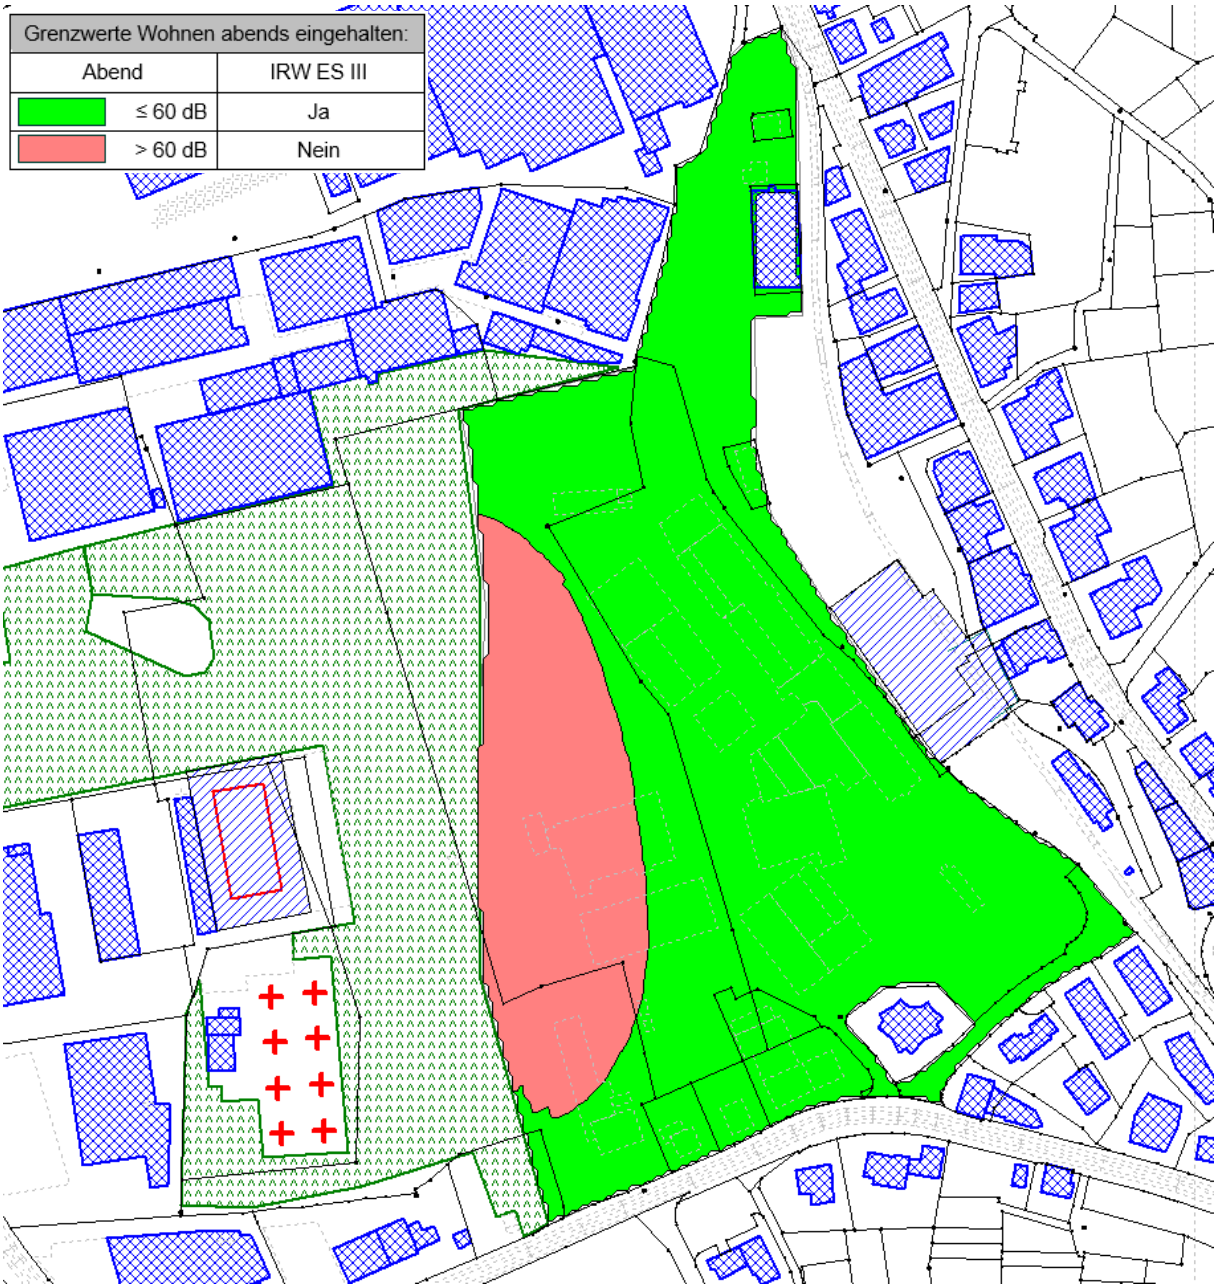 Grenzwerte Wohnen abends eingehalten:
Abend IRW ES III
≤ 60 dB Ja
> 60 dB Nein